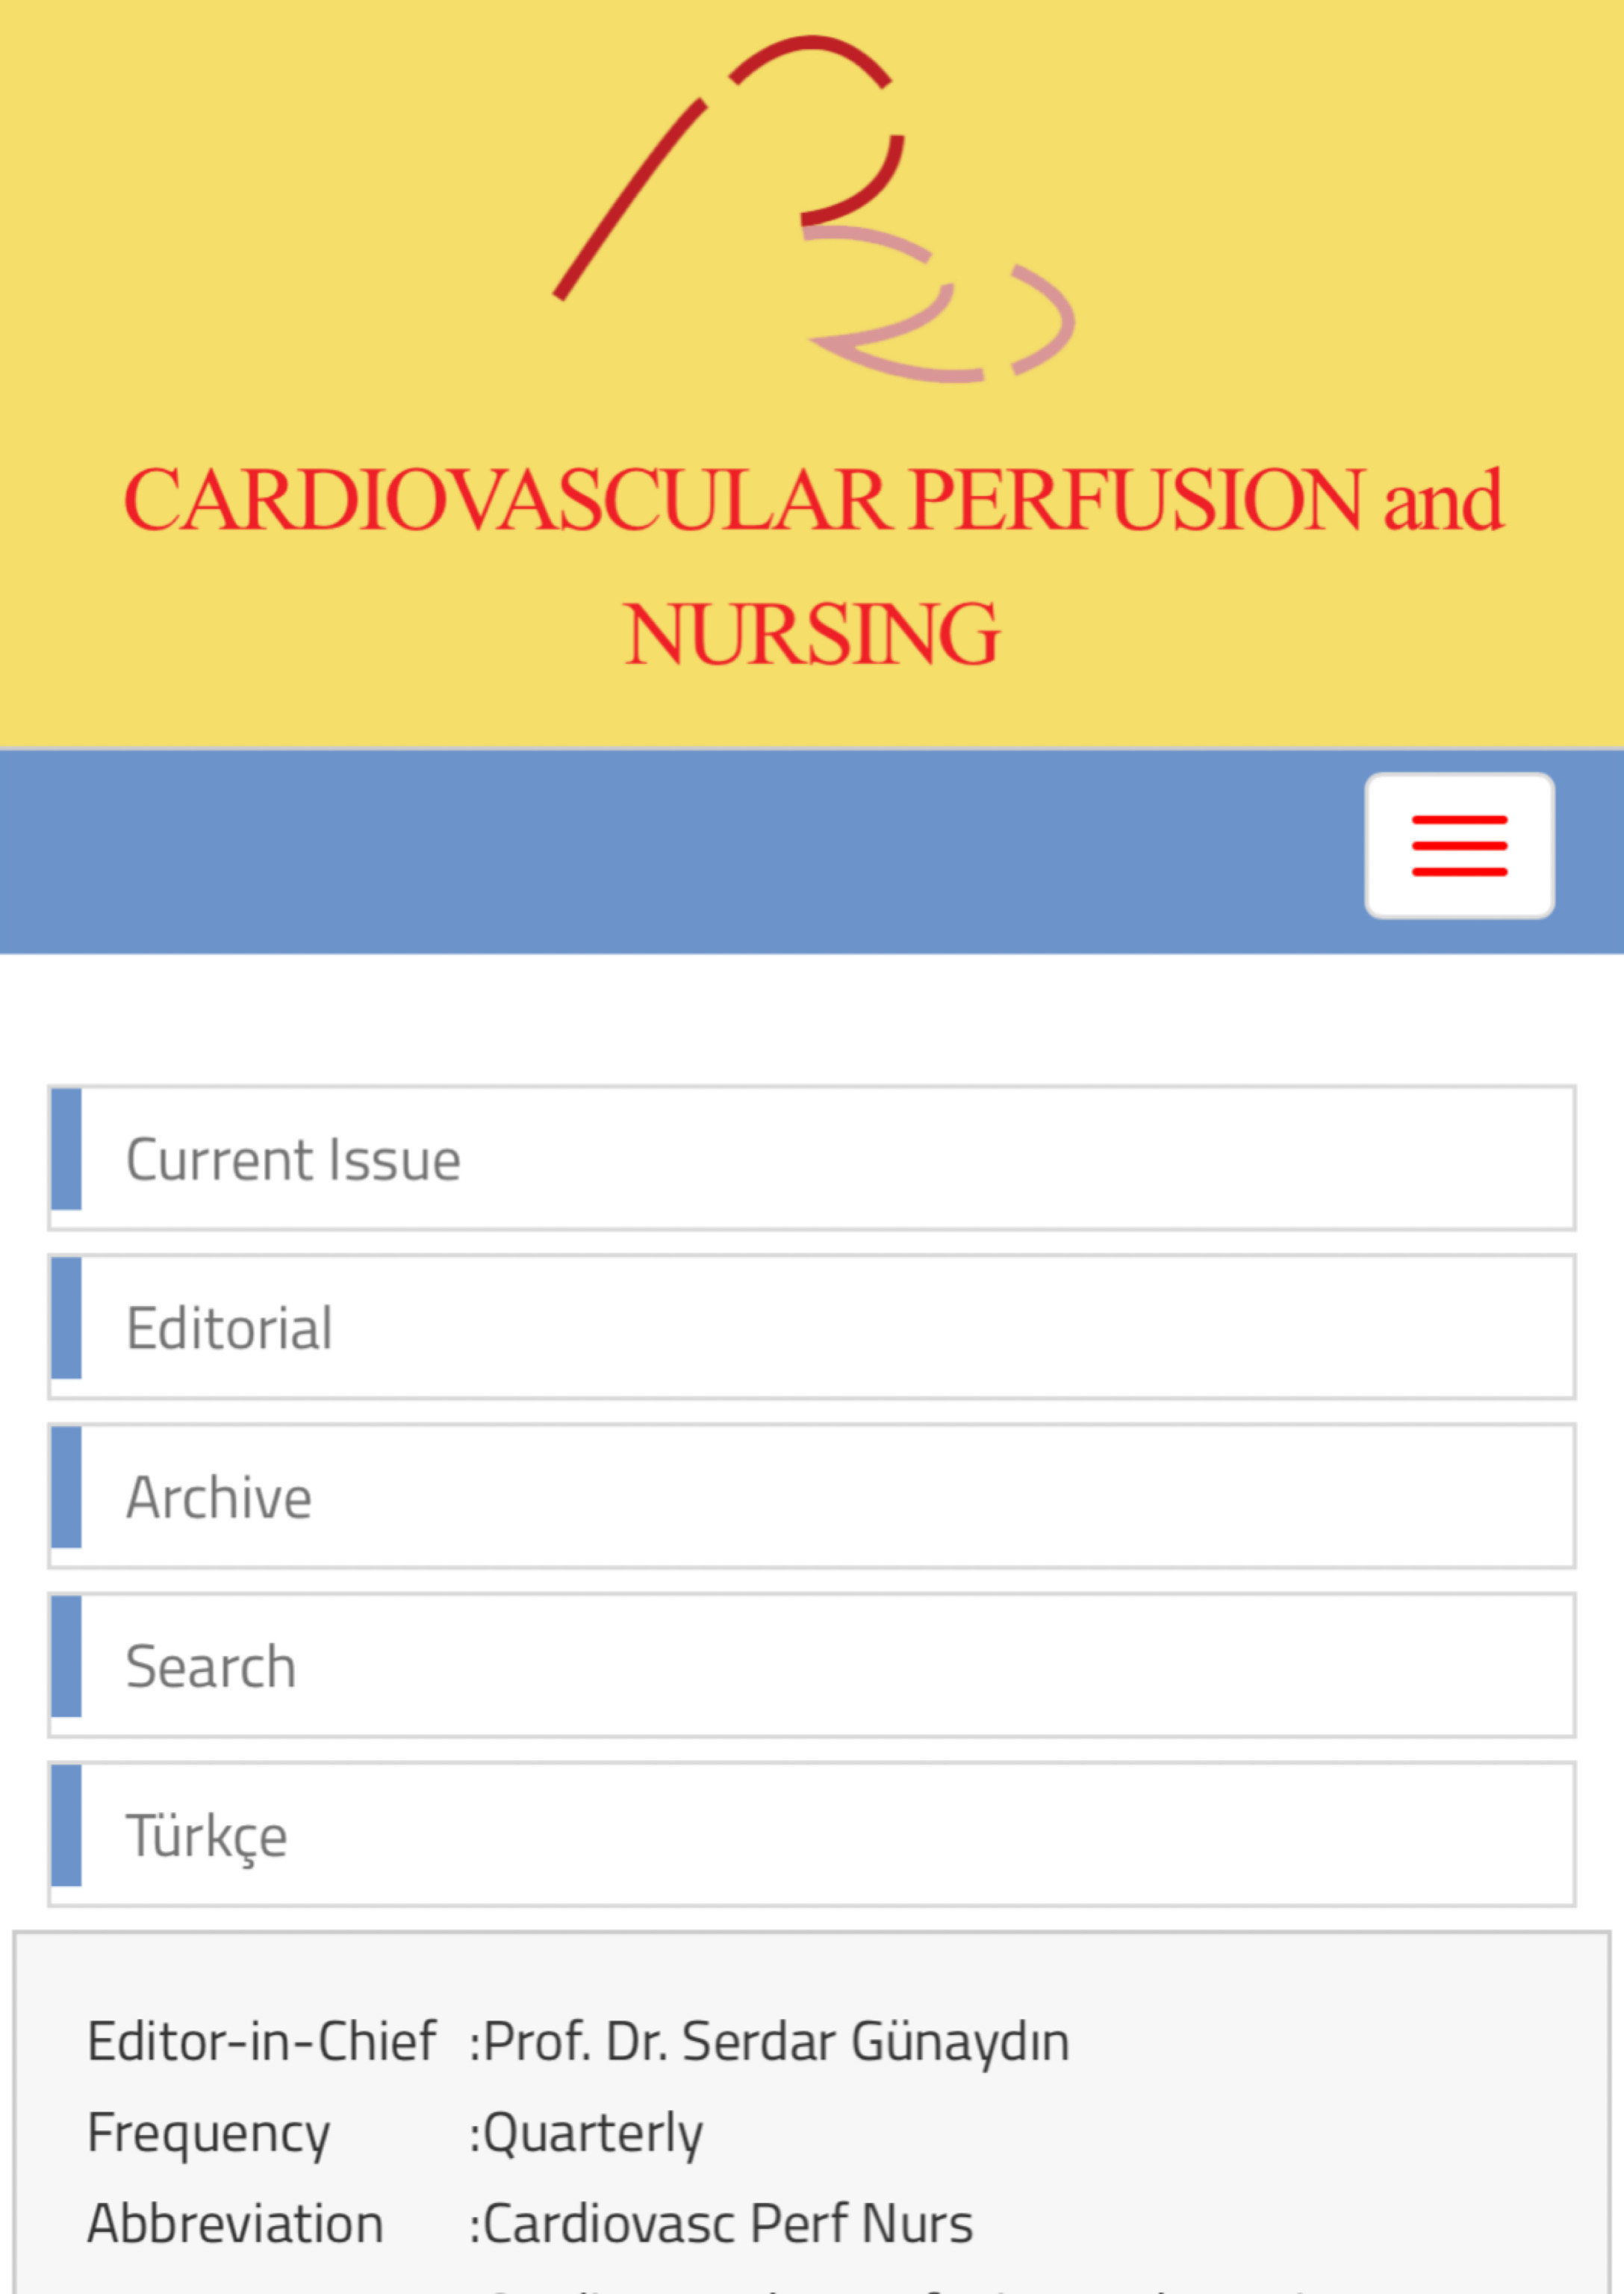 CARDIOVASCULAR PERFUSION and
NURSING
Current Issue
Editorial
Archive
Search
Türkçe
Editor-in-Chief :Prof. Dr. Serdar Günaydın
Frequency :Quarterly
Abbreviation :Cardiovasc Perf Nurs